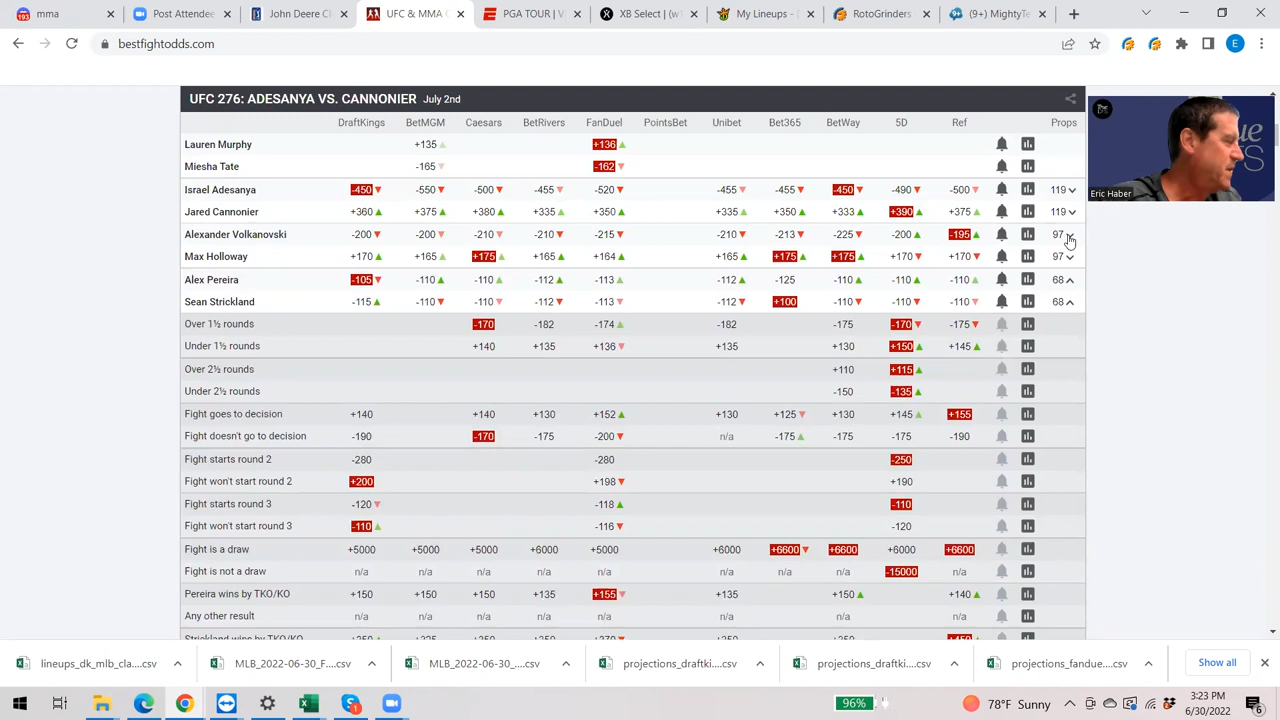 mma
Post Attendee
John Deere Cl
UFC & MMA O
PGA TOUR | V
XB Select | (w1
My Lineups - D
RotoGrinders
(9+) MightyTe
bestfightodds.com
E
UFC 276: ADESANYA VS. CANNONIER July 2nd
DraftKings BetMGM Caesars BetRivers FanDuel PointsBet Unibet Bet365 BetWay 5D Ref Props
Lauren Murphy +135 +136
Miesha Tate -165 -162
Israel Adesanya -450 -550 -500 -455 -520 -455 -455 -450 -490 -500 119
Jared Cannonier +360 +375 +380 +335 +350 +335 +350 +333 +390 +375 119
Alexander Volkanovski -200 -200 -210 -210 -215 -210 -213 -225 -200 -195 97
Max Holloway +170 +165 +175 +165 +164 +165 +175 +175 +170 +170 97
Alex Pereira -105 -110 -110 -112 -113 -112 -125 -110 -110 -110 68
Sean Strickland -115 -110 -110 -112 -113 -112 +100 -110 -110 -110 68
Over 1½ rounds -170 -182 -174 -182 -175 -170 -175
Under 1½ rounds +140 +135 +136 +135 +130 +150 +145
Over 2½ rounds +110 +115
Under 2½ rounds -150 -135
Fight goes to decision +140 +140 +130 +152 +130 +125 +130 +145 +155
Fight doesn't go to decision -190 -170 -175 -200 n/a -175 -175 -175 -190
Fight starts round 2 -280 -280 -250
Fight won't start round 2 +200 +198 +190
Fight starts round 3 -120 -118 -110
Fight won't start round 3 -110 -116 -120
Fight is a draw +5000 +5000 +5000 +6000 +5000 +6000 +6600 +6600 +6000 +6600
Fight is not a draw n/a n/a n/a n/a n/a n/a n/a n/a -15000 n/a
Pereira wins by TKO/KO +150 +150 +150 +135 +155 +135 +150 +140
Any other result n/a n/a n/a n/a n/a n/a n/a n/a n/a
Strickland wins by TKO/KO
Eric Haber
lineups_dk_mlb_cla....csv
MLB_2022-06-30_F....csv
MLB_2022-06-30_....csv
projections_draftki....csv
projections_draftki....csv
projections_fandue....csv
Show all
96%
78°F Sunny
3:23 PM
6/30/2022
6